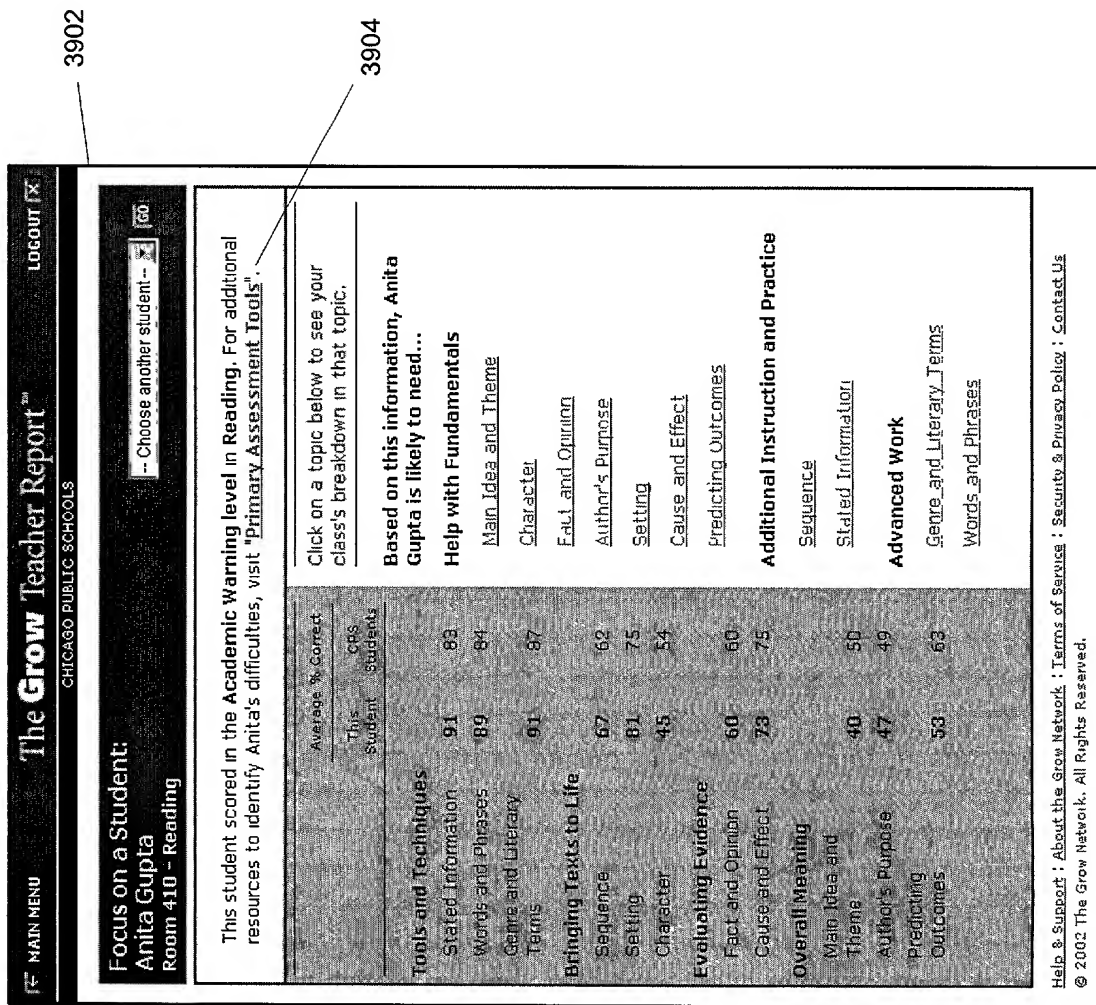 MAIN MENU
The Grow Teacher Report™
LOGOUT
CHICAGO PUBLIC SCHOOLS
3902
Focus on a Student:
Anita Gupta
Room 410 - Reading
-- Choose another student --
GO
This student scored in the Academic Warning level in Reading. For additional
resources to identify Anita's difficulties, visit "Primary Assessment Tools".
3904
Average % Correct
This Student
CPS Students
Tools and Techniques
Stated Information 91 83
Words and Phrases 89 84
Genre and Literary
Terms 91 87
Bringing Texts to Life
Sequence 67 62
Setting 81 75
Character 45 54
Evaluating Evidence
Fact and Opinion 60 60
Cause and Effect 73 75
Overall Meaning
Main Idea and
Theme 40 50
Author's Purpose 47 49
Predicting
Outcomes 53 63
Click on a topic below to see your
class's breakdown in that topic.
Based on this information, Anita
Gupta is likely to need...
Help with Fundamentals
Main Idea and Theme
Character
Fact and Opinion
Author's Purpose
Setting
Cause and Effect
Predicting Outcomes
Additional Instruction and Practice
Sequence
Stated Information
Advanced Work
Genre and Literary Terms
Words and Phrases
Help & Support : About the Grow Network : Terms of Service : Security & Privacy Policy : Contact Us
© 2002 The Grow Network. All Rights Reserved.